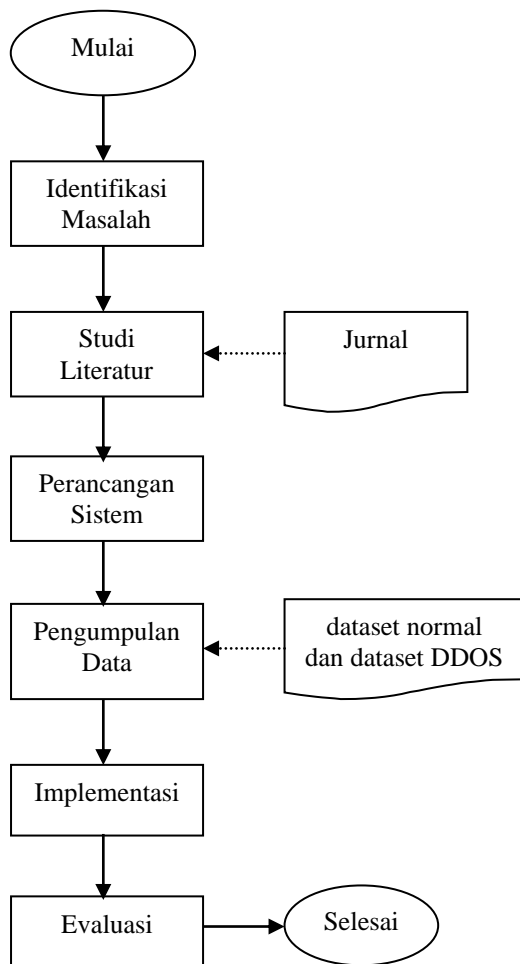 Mulai
Identifikasi
Masalah
Studi
Literatur
Jurnal
Perancangan
Sistem
Pengumpulan
Data
dataset normal
dan dataset DDOS
Implementasi
Evaluasi
Selesai